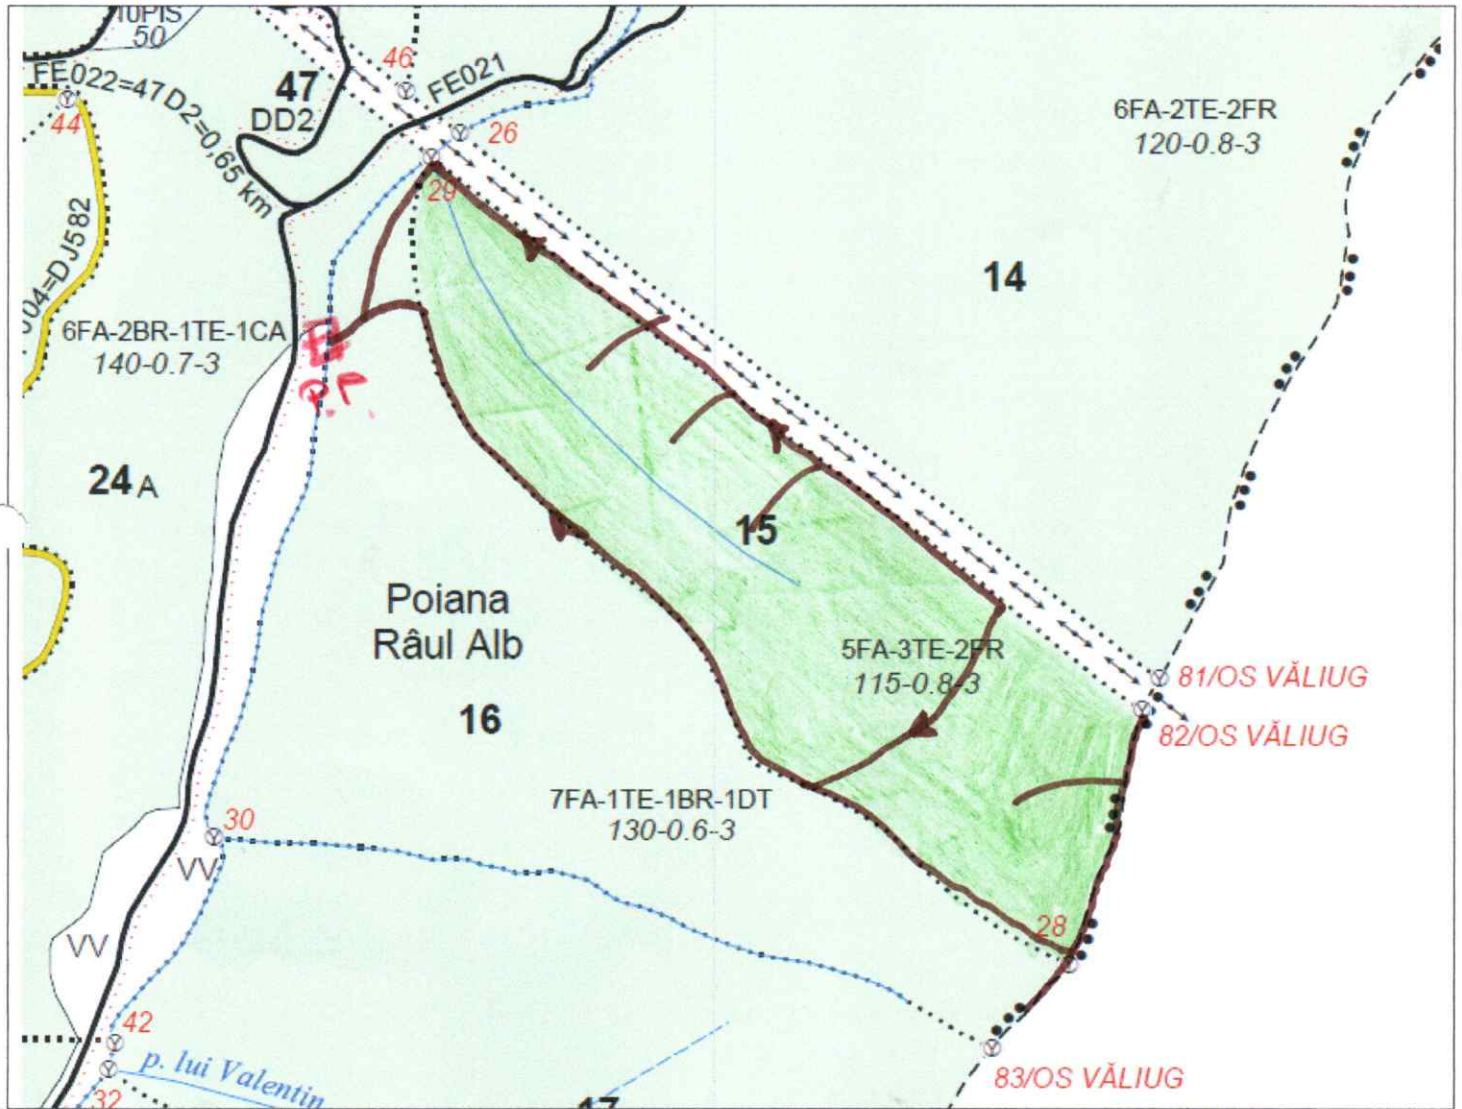 10PIS
50
46
FE021
FE022=47D2=0,65 km
47
DD2
44
26
6FA-2TE-2FR
120-0.8-3
29
04=DJ582
14
6FA-2BR-1TE-1CA
140-0.7-3
P.P.
24 A
15
Poiana
Râul Alb
5FA-3TE-2FR
115-0.8-3
81/OS VĂLIUG
16
82/OS VĂLIUG
7FA-1TE-1BR-1DT
130-0.6-3
30
VV
28
VV
42
p. lui Valentin
83/OS VĂLIUG
32
17